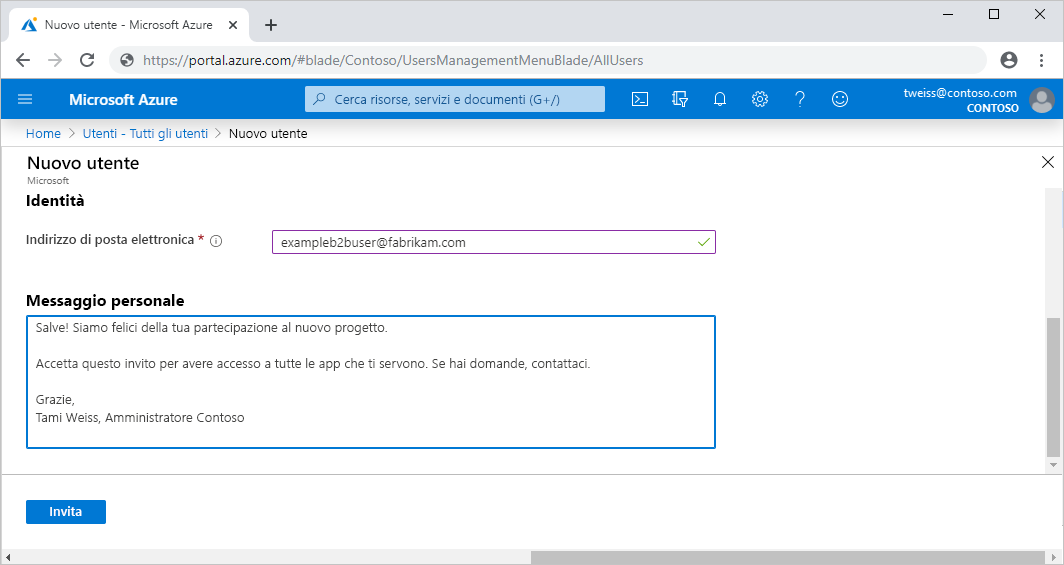 Nuovo utente - Microsoft Azure
https://portal.azure.com/#blade/Contoso/UsersManagementMenuBlade/AllUsers
Microsoft Azure
Cerca risorse, servizi e documenti (G+/)
tweiss@contoso.com
CONTOSO
Home > Utenti - Tutti gli utenti > Nuovo utente
Nuovo utente
Microsoft
Identità
Indirizzo di posta elettronica *
exampleb2buser@fabrikam.com
Messaggio personale
Salve! Siamo felici della tua partecipazione al nuovo progetto.
Accetta questo invito per avere accesso a tutte le app che ti servono. Se hai domande, contattaci.
Grazie,
Tami Weiss, Amministratore Contoso
Invita